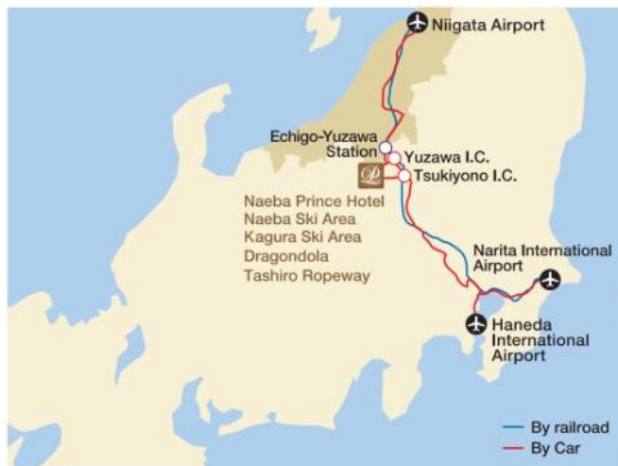 Niigata Airport
Echigo-Yuzawa
Station
Yuzawa I.C.
Tsukiyono I.C.
Naeba Prince Hotel
Naeba Ski Area
Kagura Ski Area
Dragondola
Tashiro Ropeway
Narita International
Airport
Haneda
International
Airport
By railroad
By Car